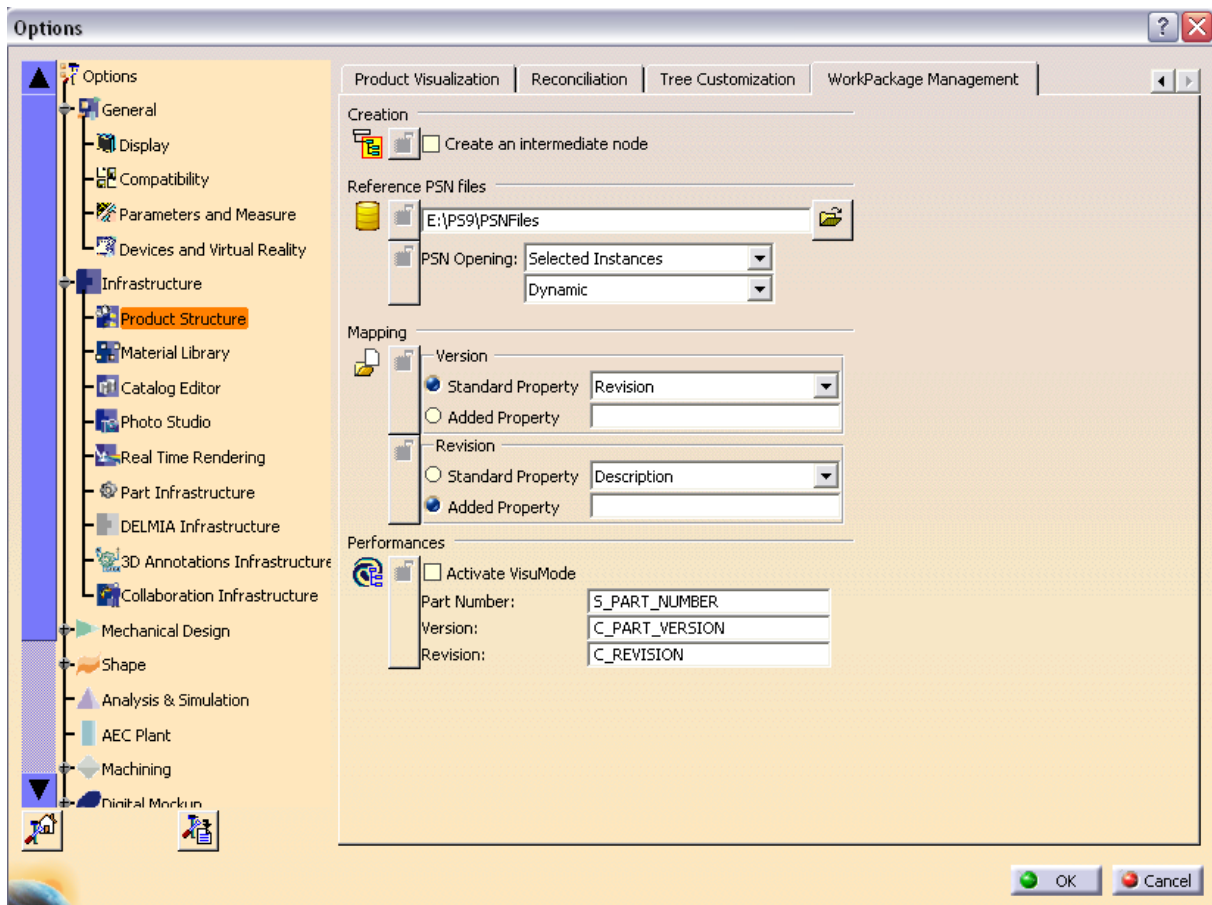 Options
Options
General
Display
Compatibility
Parameters and Measure
Devices and Virtual Reality
Infrastructure
Product Structure
Material Library
Catalog Editor
Photo Studio
Real Time Rendering
Part Infrastructure
DELMIA Infrastructure
3D Annotations Infrastructure
Collaboration Infrastructure
Mechanical Design
Shape
Analysis & Simulation
AEC Plant
Machining
Digital Mockup
Product Visualization Reconciliation Tree Customization WorkPackage Management
Creation
Create an intermediate node
Reference PSN files
E:\PS9\PSNFiles
PSN Opening: Selected Instances
Dynamic
Mapping
Version
Standard Property Revision
Added Property
Revision
Standard Property Description
Added Property
Performances
Activate VisuMode
Part Number: S_PART_NUMBER
Version: C_PART_VERSION
Revision: C_REVISION
OK Cancel